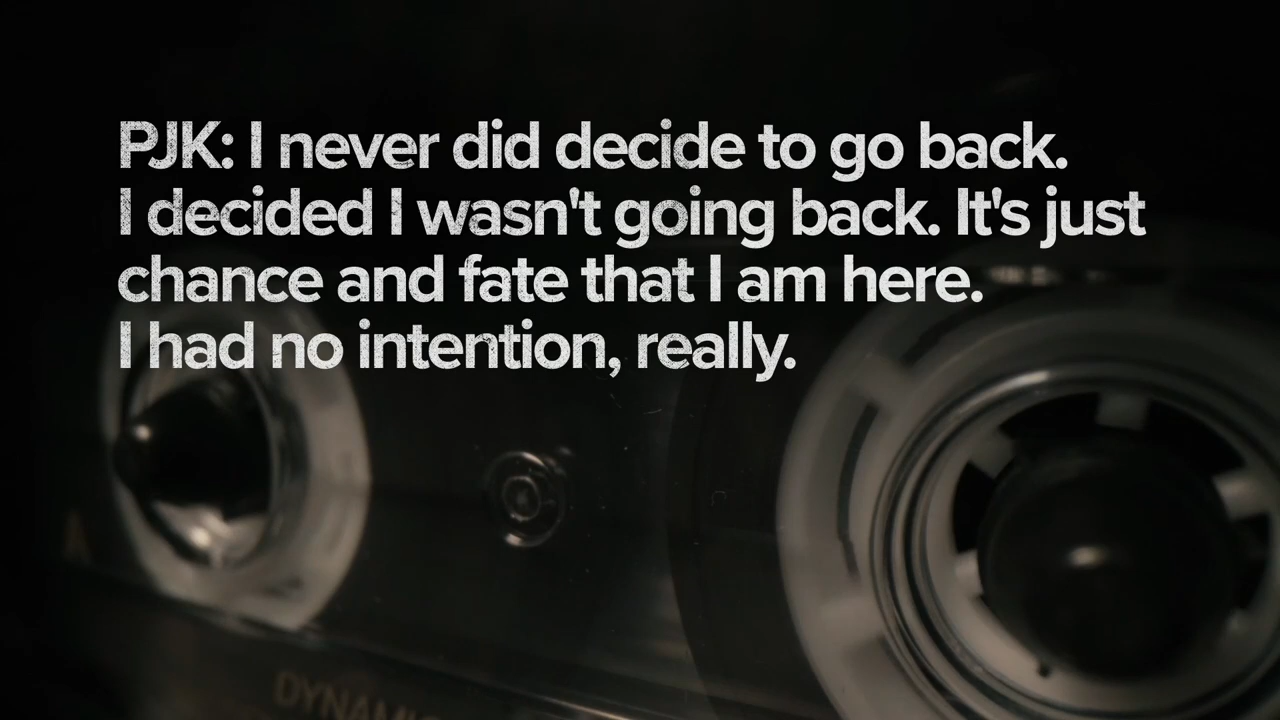 PJK: I never did decide to go back.
I decided I wasn't going back. It's just
chance and fate that I am here.
I had no intention, really.
A
DYNAMIC